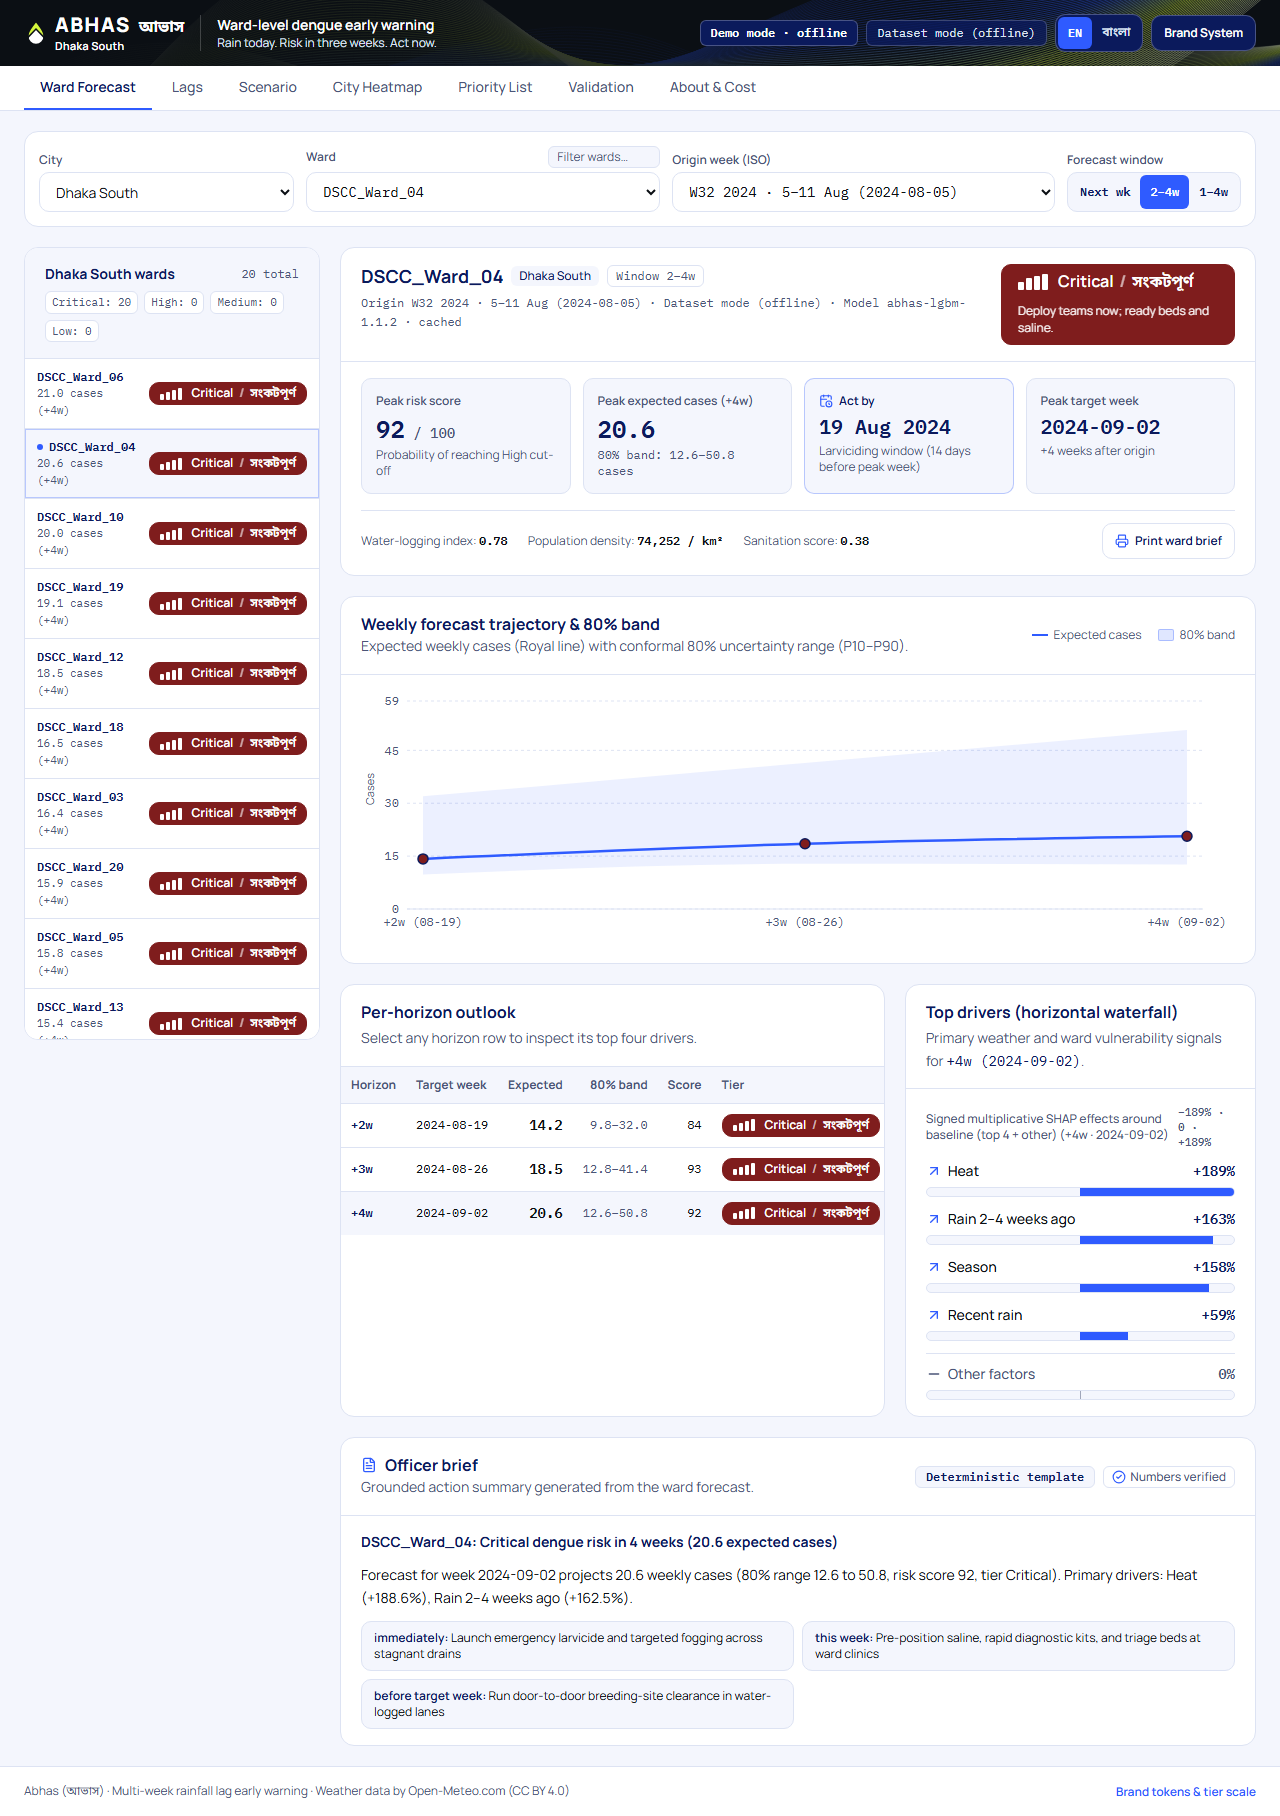 ABHAS আভাস
Dhaka South
Ward-level dengue early warning
Rain today. Risk in three weeks. Act now.
Demo mode · offline
Dataset mode (offline)
EN
বাংলা
Brand System
Ward Forecast
Lags
Scenario
City Heatmap
Priority List
Validation
About & Cost
City
Ward
Filter wards…
Origin week (ISO)
Forecast window
Dhaka South
DSCC_Ward_04
W32 2024 · 5–11 Aug (2024-08-05)
Next wk
2–4w
1–4w
Dhaka South wards
20 total
Critical: 20
High: 0
Medium: 0
Low: 0
DSCC_Ward_06
21.0 cases
(+4w)
Critical / সংকটপূর্ণ
DSCC_Ward_04
20.6 cases
(+4w)
Critical / সংকটপূর্ণ
DSCC_Ward_10
20.0 cases
(+4w)
Critical / সংকটপূর্ণ
DSCC_Ward_19
19.1 cases
(+4w)
Critical / সংকটপূর্ণ
DSCC_Ward_12
18.5 cases
(+4w)
Critical / সংকটপূর্ণ
DSCC_Ward_18
16.5 cases
(+4w)
Critical / সংকটপূর্ণ
DSCC_Ward_03
16.4 cases
(+4w)
Critical / সংকটপূর্ণ
DSCC_Ward_20
15.9 cases
(+4w)
Critical / সংকটপূর্ণ
DSCC_Ward_05
15.8 cases
(+4w)
Critical / সংকটপূর্ণ
DSCC_Ward_13
15.4 cases
(+4w)
Critical / সংকটপূর্ণ
DSCC_Ward_04
Dhaka South
Window 2–4w
Origin W32 2024 · 5–11 Aug (2024-08-05) · Dataset mode (offline) · Model abhas-lgbm-
1.1.2 · cached
Critical / সংকটপূর্ণ
Deploy teams now; ready beds and
saline.
Peak risk score
92 / 100
Probability of reaching High cut-
off
Peak expected cases (+4w)
20.6
80% band: 12.6–50.8
cases
Act by
19 Aug 2024
Larviciding window (14 days
before peak week)
Peak target week
2024-09-02
+4 weeks after origin
Water-logging index: 0.78
Population density: 74,252 / km²
Sanitation score: 0.38
Print ward brief
Weekly forecast trajectory & 80% band
Expected weekly cases (Royal line) with conformal 80% uncertainty range (P10–P90).
Expected cases
80% band
Cases
59
45
30
15
0
+2w (08-19)
+3w (08-26)
+4w (09-02)
Per-horizon outlook
Select any horizon row to inspect its top four drivers.
Horizon Target week Expected 80% band Score Tier
+2w 2024-08-19 14.2 9.8–32.0 84 Critical / সংকটপূর্ণ
+3w 2024-08-26 18.5 12.8–41.4 93 Critical / সংকটপূর্ণ
+4w 2024-09-02 20.6 12.6–50.8 92 Critical / সংকটপূর্ণ
Top drivers (horizontal waterfall)
Primary weather and ward vulnerability signals
for +4w (2024-09-02).
Signed multiplicative SHAP effects around
baseline (top 4 + other) (+4w · 2024-09-02)
−189% ·
0 ·
+189%
Heat +189%
Rain 2–4 weeks ago +163%
Season +158%
Recent rain +59%
Other factors 0%
Officer brief
Grounded action summary generated from the ward forecast.
Deterministic template
Numbers verified
DSCC_Ward_04: Critical dengue risk in 4 weeks (20.6 expected cases)
Forecast for week 2024-09-02 projects 20.6 weekly cases (80% range 12.6 to 50.8, risk score 92, tier Critical). Primary drivers: Heat
(+188.6%), Rain 2–4 weeks ago (+162.5%).
immediately: Launch emergency larvicide and targeted fogging across
stagnant drains
this week: Pre-position saline, rapid diagnostic kits, and triage beds at
ward clinics
before target week: Run door-to-door breeding-site clearance in water-
logged lanes
Abhas (আভাস) · Multi-week rainfall lag early warning · Weather data by Open-Meteo.com (CC BY 4.0)
Brand tokens & tier scale